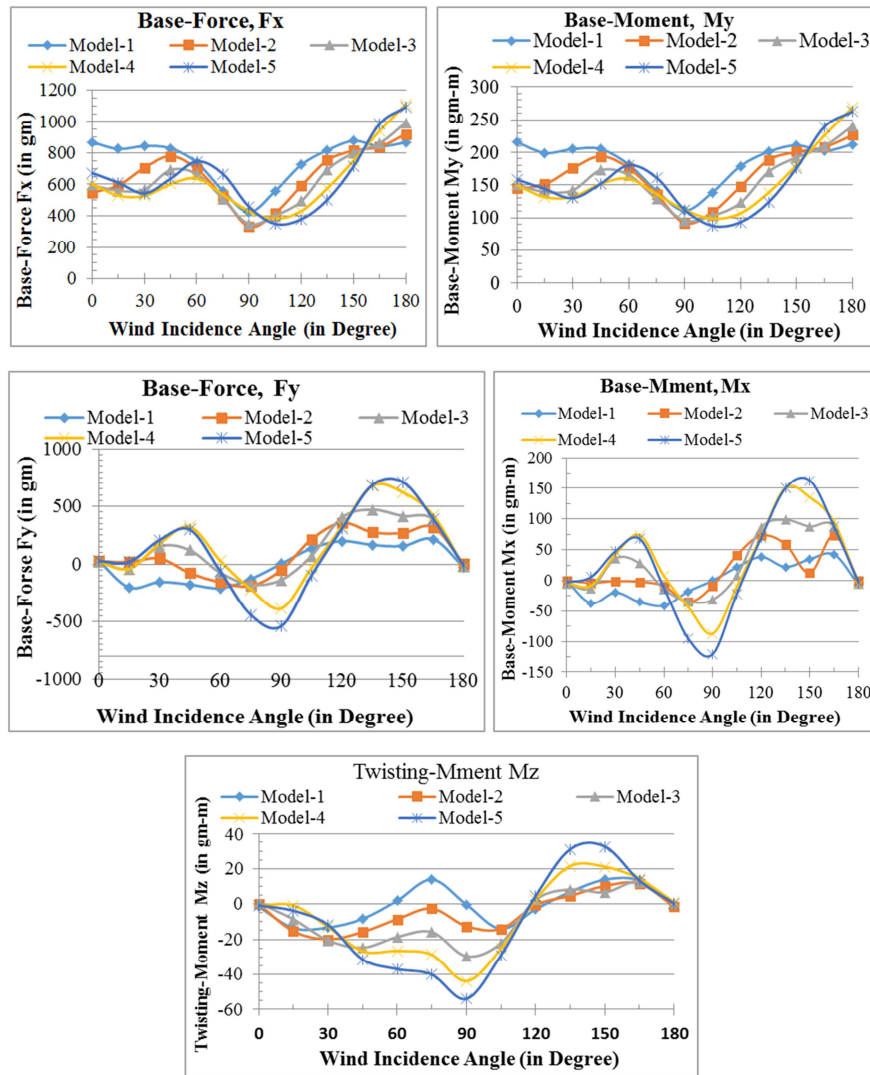 Base-Force, Fx
Model-1 Model-2 Model-3
Model-4 Model-5
Base-Force Fx (in gm)
1200
1000
800
600
400
200
0
0 30 60 90 120 150 180
Wind Incidence Angle (in Degree)
Base-Moment, My
Model-1 Model-2 Model-3
Model-4 Model-5
Base-Moment My (in gm-m)
300
250
200
150
100
50
0
0 30 60 90 120 150 180
Wind Incidence Angle (in Degree)
Base-Force, Fy
Model-1 Model-2 Model-3
Model-4 Model-5
Base-Forse Fy (in gm)
1000
500
0
-500
-1000
0 30 60 90 120 150 180
Wind Incidence Angle (in Degree)
Base-Mment, Mx
Model-1 Model-2 Model-3
Model-4 Model-5
Base-Moment Mx (in gm-m)
200
150
100
50
0
-50
-100
-150
0 30 60 90 120 150 180
Wind Incidence Angle (in Degree)
Twisting-Mment Mz
Model-1 Model-2 Model-3
Model-4 Model-5
Twisting-Moment Mz (in gm-m)
40
20
0
-20
-40
-60
0 30 60 90 120 150 180
Wind Incidence Angle (in Degree)